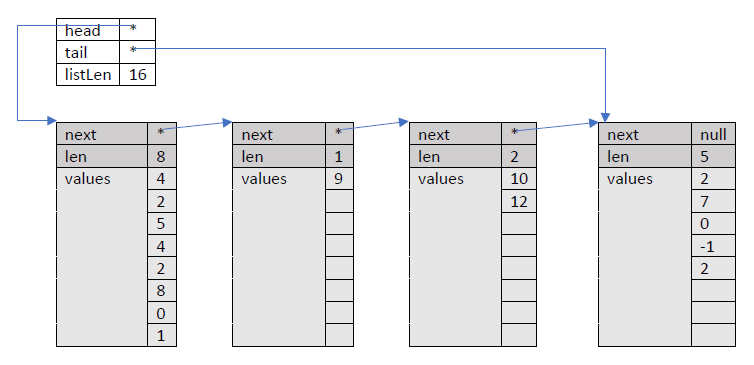 head *
tail *
listLen 16
next * next * next * next null
len 8 len 1 len 2 len 5
values 4 values 9 values 10 values 2
2 12 7
5 0
4 -1
2 2
8
0
1